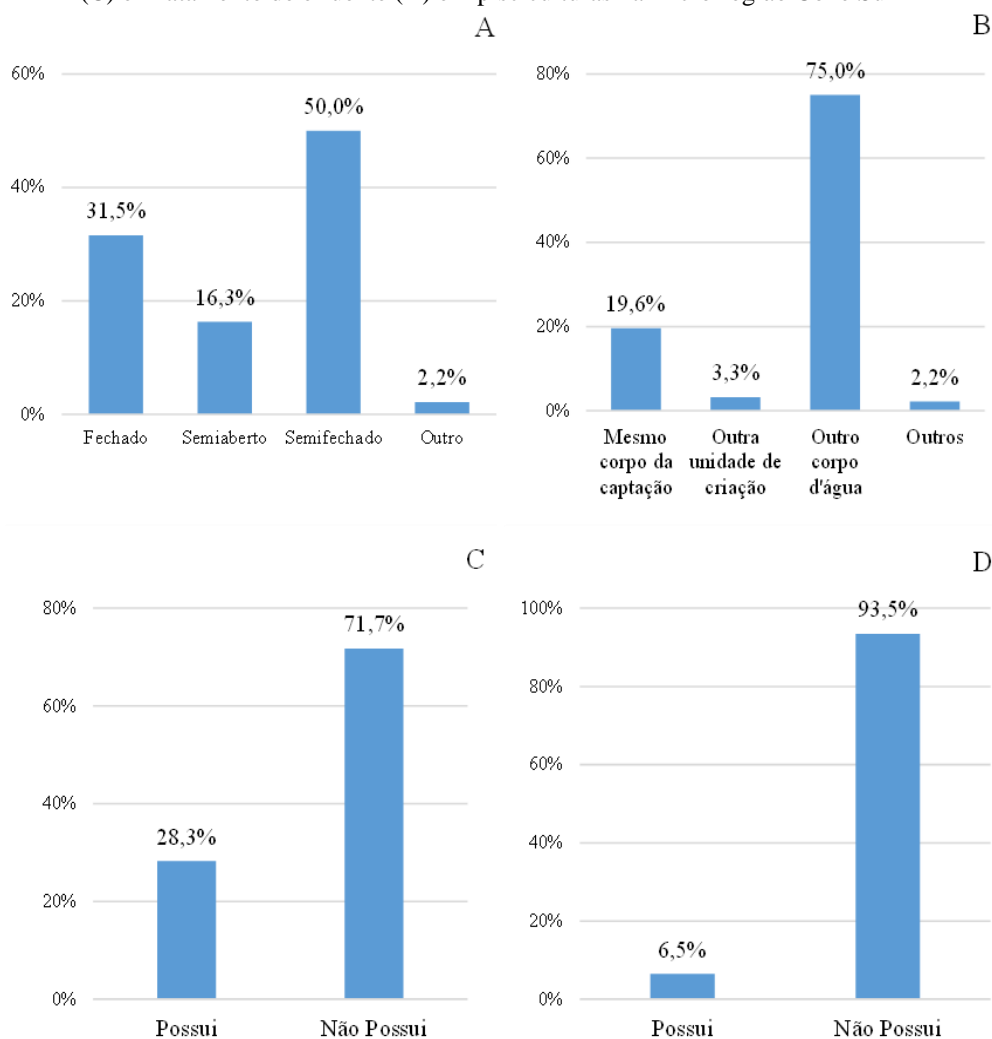 A
60%
50,0%
40%
31,5%
20%
16,3%
2,2%
0%
Fechado Semiaberto Semifechado Outro
B
80%
75,0%
60%
40%
20%
19,6%
3,3%
2,2%
0%
Mesmo corpo da captação
Outra unidade de criação
Outro corpo d'água
Outros
C
80%
71,7%
60%
40%
28,3%
20%
0%
Possui Não Possui
D
100%
93,5%
80%
60%
40%
20%
6,5%
0%
Possui Não Possui